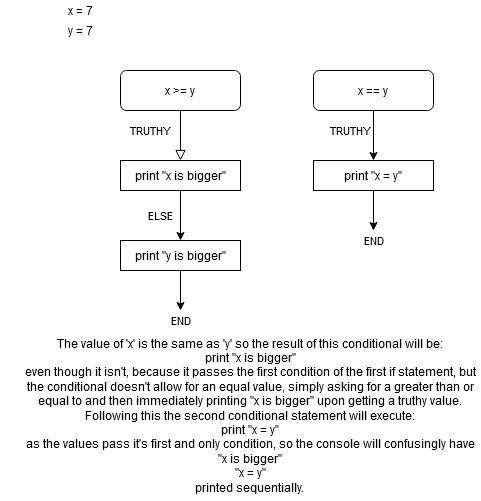 x = 7
y = 7
x >= y
x == y
TRUTHY
TRUTHY
print "x is bigger"
print "x = y"
ELSE
END
print "y is bigger"
END
The value of 'x' is the same as 'y' so the result of this conditional will be:
print "x is bigger"
even though it isn't, because it passes the first condition of the first if statement, but
the conditional doesn't allow for an equal value, simply asking for a greater than or
equal to and then immediately printing "x is bigger" upon getting a truthy value.
Following this the second conditional statement will execute:
print "x = y"
as the values pass it's first and only condition, so the console will confusingly have
"x is bigger"
"x = y"
printed sequentially.